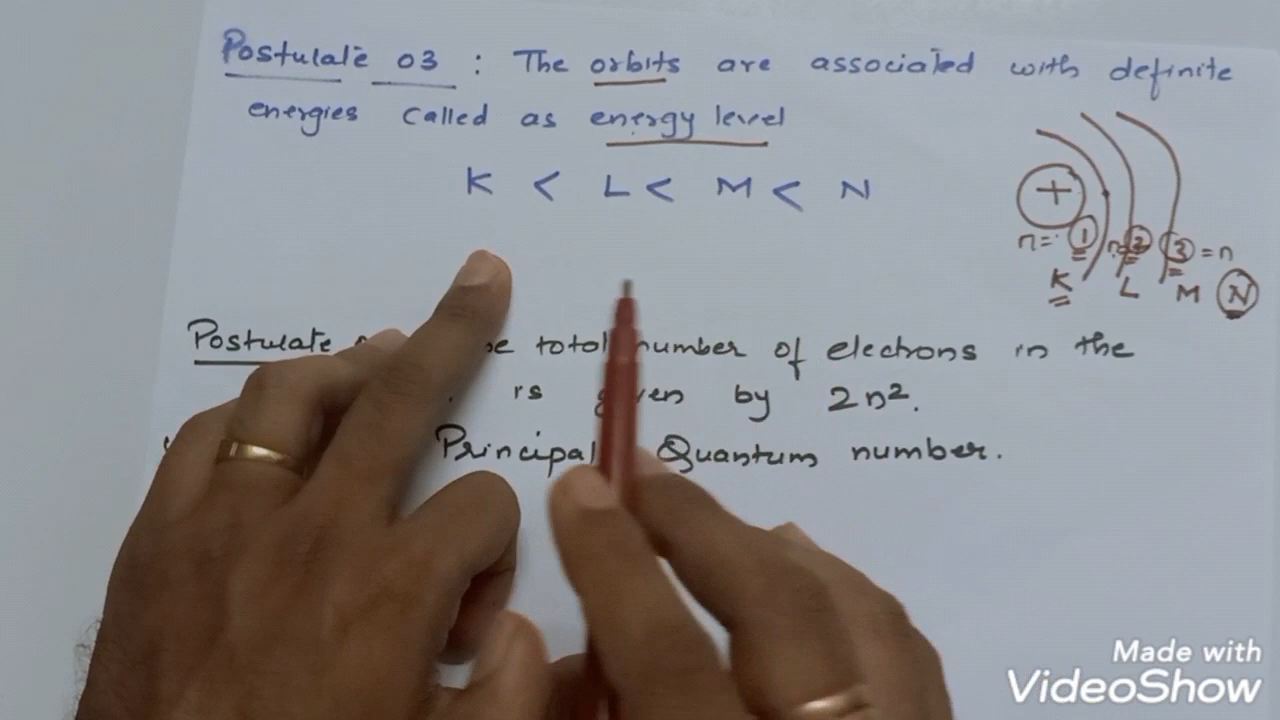 Postulate 03 : The orbits are associated with definite
energies called as energy level
K < L < M < N
+
n= 1 2 3 = n
K L M N
Postulate total number of electrons in the
is given by 2n².
Principal Quantum number.
Made with
VideoShow